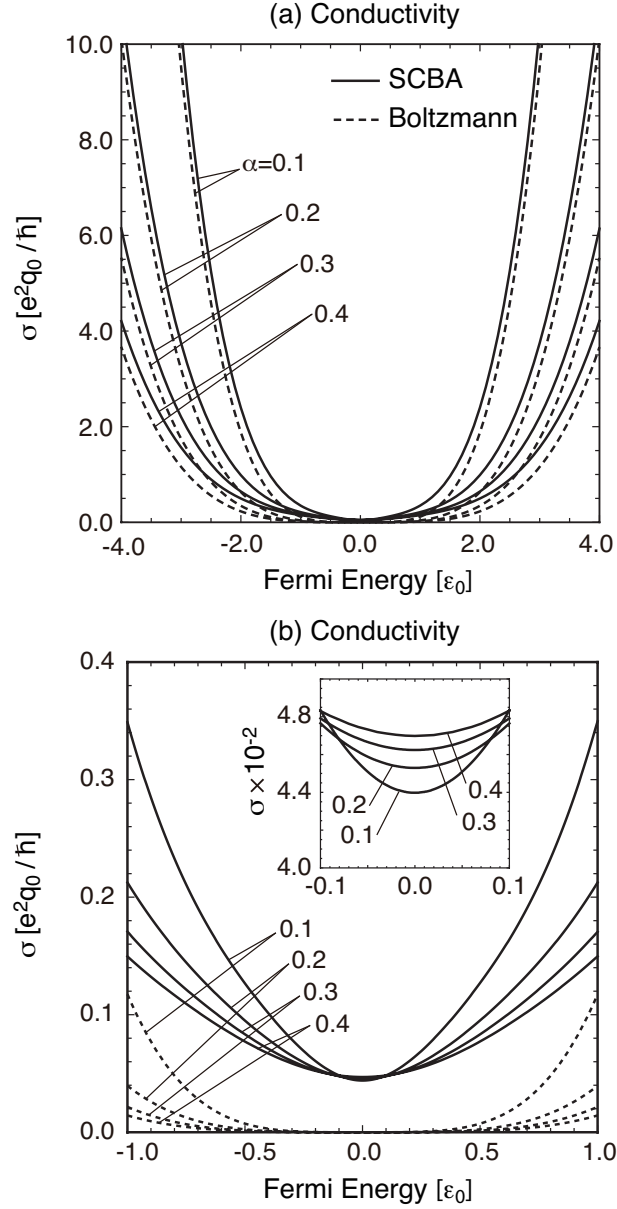 (a) Conductivity
10.0
8.0
6.0
4.0
2.0
0.0
σ [e²q₀/ħ]
SCBA
Boltzmann
α=0.1
0.2
0.3
0.4
-4.0 -2.0 0.0 2.0 4.0
Fermi Energy [ε₀]
(b) Conductivity
0.4
0.3
0.2
0.1
0.0
σ [e²q₀/ħ]
4.8
4.4
4.0
σ × 10⁻²
0.2
0.1
0.4
0.3
-0.1 0.0 0.1
0.1
0.2
0.3
0.4
-1.0 -0.5 0.0 0.5 1.0
Fermi Energy [ε₀]